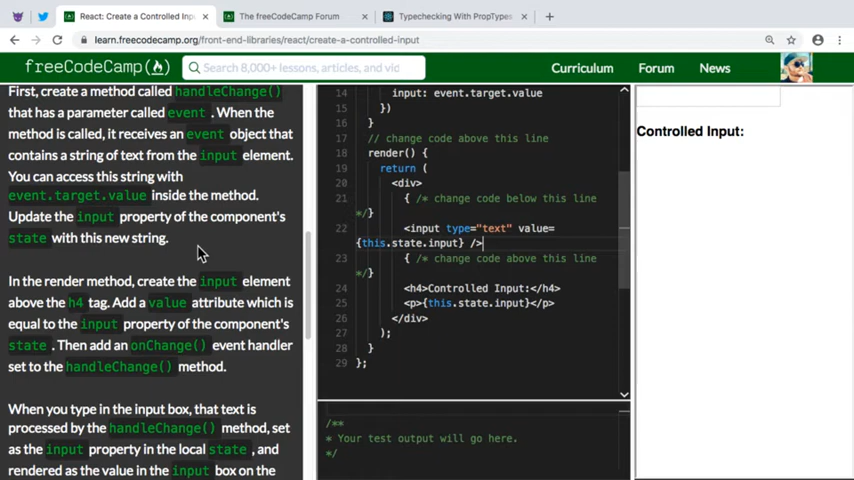 React: Create a Controlled Inp
The freeCodeCamp Forum
Typechecking With PropTypes
learn.freecodecamp.org/front-end-libraries/react/create-a-controlled-input
freeCodeCamp
Search 8,000+ lessons, articles, and vid
Curriculum
Forum
News
First, create a method called handleChange()
that has a parameter called event . When the
method is called, it receives an event object that
contains a string of text from the input element.
You can access this string with
event.target.value inside the method.
Update the input property of the component's
state with this new string.
In the render method, create the input element
above the h4 tag. Add a value attribute which is
equal to the input property of the component's
state . Then add an onChange() event handler
set to the handleChange() method.
When you type in the input box, that text is
processed by the handleChange() method, set
as the input property in the local state , and
rendered as the value in the input box on the
14 input: event.target.value
15 })
16 }
17 // change code above this line
18 render() {
19 return (
20 <div>
21 { /* change code below this line
*/}
22 <input type="text" value=
{this.state.input} />
23 { /* change code above this line
*/}
24 <h4>Controlled Input:</h4>
25 <p>{this.state.input}</p>
26 </div>
27 );
28 }
29 };
/**
* Your test output will go here.
*/
Controlled Input: